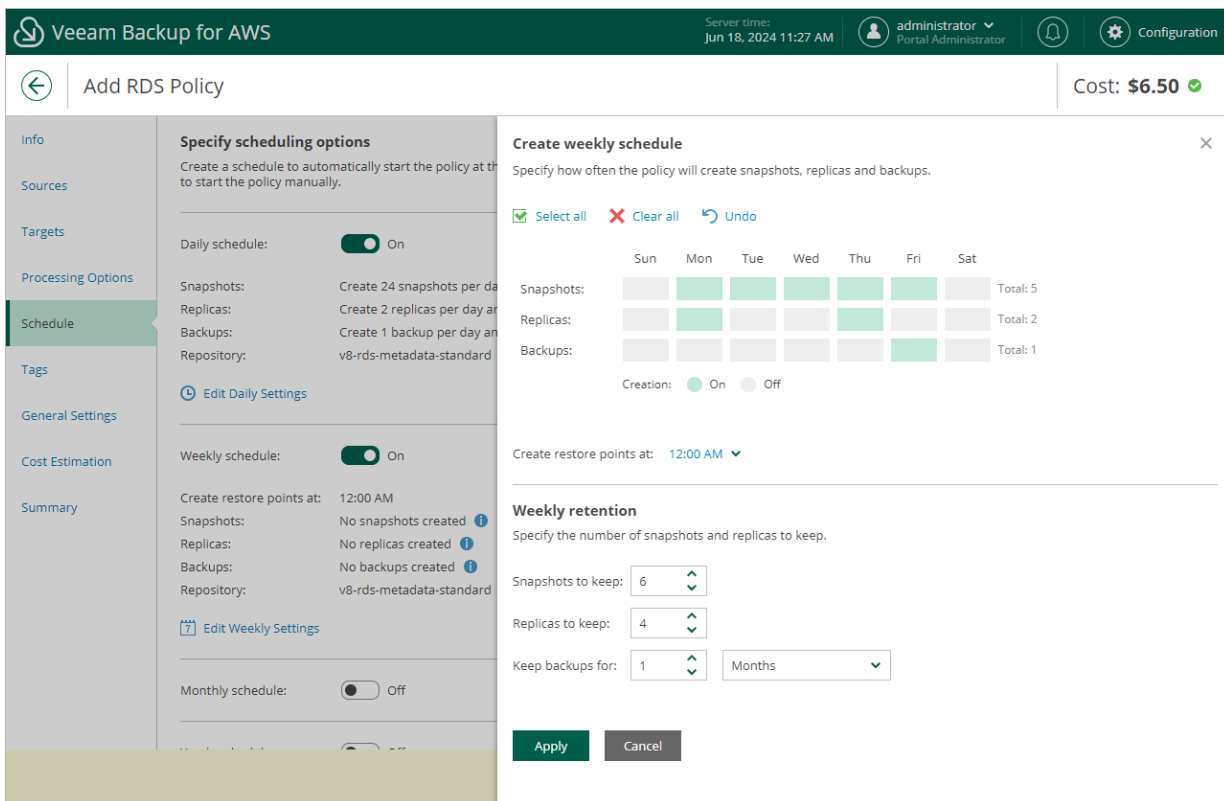 Veeam Backup for AWS
Server time:
Jun 18, 2024 11:27 AM
administrator
Portal Administrator
Configuration
Add RDS Policy
Cost: $6.50
Info
Sources
Targets
Processing Options
Schedule
Tags
General Settings
Cost Estimation
Summary
Specify scheduling options
Create a schedule to automatically start the policy at th
to start the policy manually.
Daily schedule: On
Snapshots: Create 24 snapshots per da
Replicas: Create 2 replicas per day an
Backups: Create 1 backup per day an
Repository: v8-rds-metadata-standard
Edit Daily Settings
Weekly schedule: On
Create restore points at: 12:00 AM
Snapshots: No snapshots created
Replicas: No replicas created
Backups: No backups created
Repository: v8-rds-metadata-standard
7 Edit Weekly Settings
Monthly schedule: Off
Create weekly schedule
Specify how often the policy will create snapshots, replicas and backups.
Select all Clear all Undo
Sun Mon Tue Wed Thu Fri Sat
Snapshots: Total: 5
Replicas: Total: 2
Backups: Total: 1
Creation: On Off
Create restore points at: 12:00 AM
Weekly retention
Specify the number of snapshots and replicas to keep.
Snapshots to keep: 6
Replicas to keep: 4
Keep backups for: 1 Months
Apply Cancel